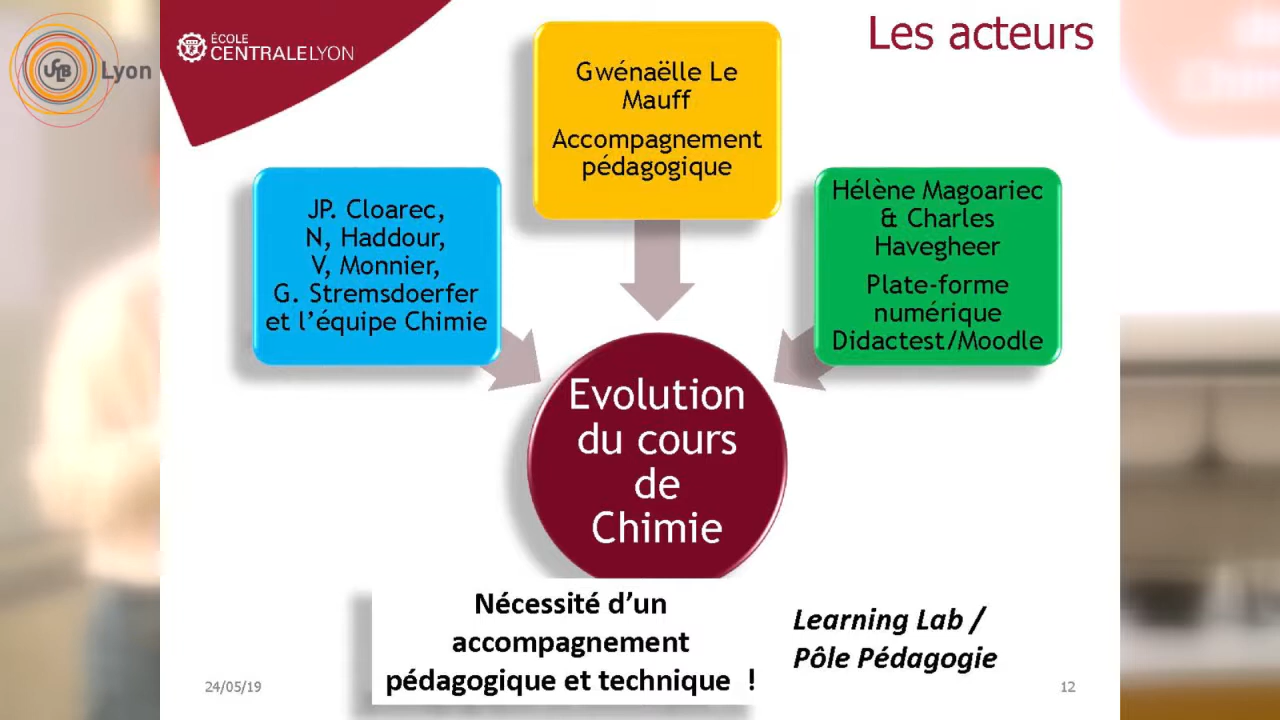 USLB
Lyon
ÉCOLE
CENTRALELYON
Les acteurs
Gwénaëlle Le
Mauff
Accompagnement
pédagogique
JP. Cloarec,
N, Haddour,
V, Monnier,
G. Stremsdoerfer
et l’équipe Chimie
Hélène Magoariec
& Charles
Havegheer
Plate-forme
numérique
Didactest/Moodle
Evolution
du cours
de
Chimie
Nécessité d’un
accompagnement
pédagogique et technique !
Learning Lab /
Pôle Pédagogie
24/05/19
12